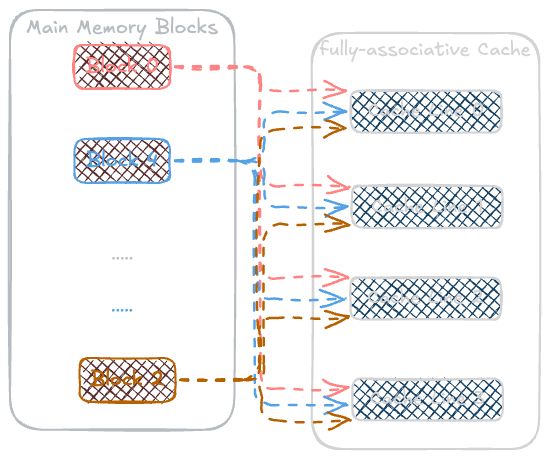 Main Memory Blocks
fully-associative Cache
Block 0
Cache Line 0
Block 4
Cache Line 1
.....
.....
Cache Line 2
Block 2
Cache Line 3